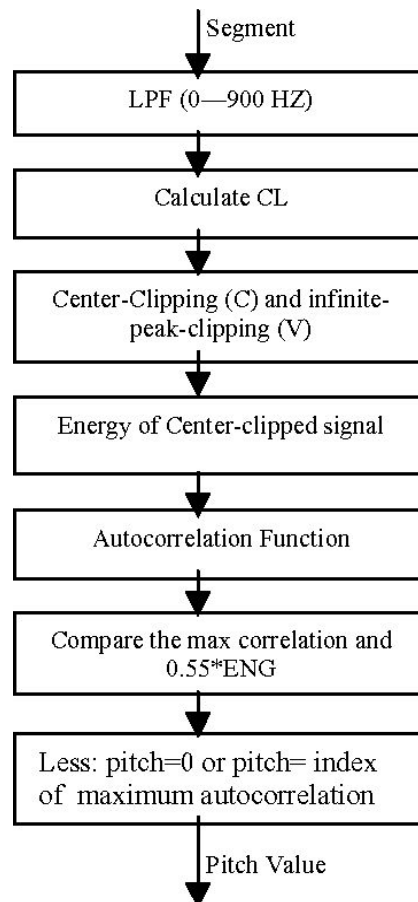 Segment
LPF (0—900 HZ)
Calculate CL
Center-Clipping (C) and infinite-
peak-clipping (V)
Energy of Center-clipped signal
Autocorrelation Function
Compare the max correlation and
0.55*ENG
Less: pitch=0 or pitch= index
of maximum autocorrelation
Pitch Value